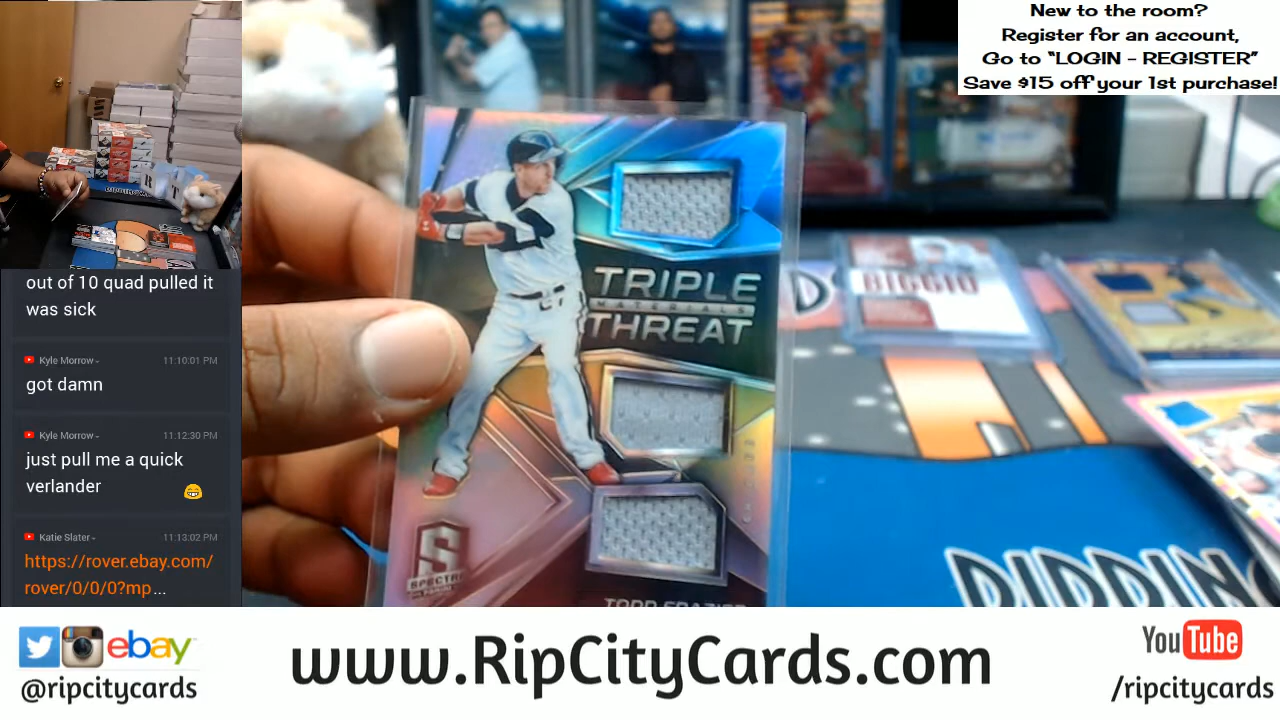 New to the room?
Register for an account,
Go to "LOGIN - REGISTER"
Save $15 off your 1st purchase!
out of 10 quad pulled it
was sick
Kyle Morrow 11:10:01 PM
got damn
Kyle Morrow 11:12:30 PM
just pull me a quick
verlander 😂
Katie Slater 11:13:02 PM
https://rover.ebay.com/
rover/0/0/0?mp...
TRIPLE
MATERIALS
THREAT
S
SPECTRA
TODD FRAZIER
BIGGIO
ebay
@ripcitycards
www.RipCityCards.com
YouTube
/ripcitycards